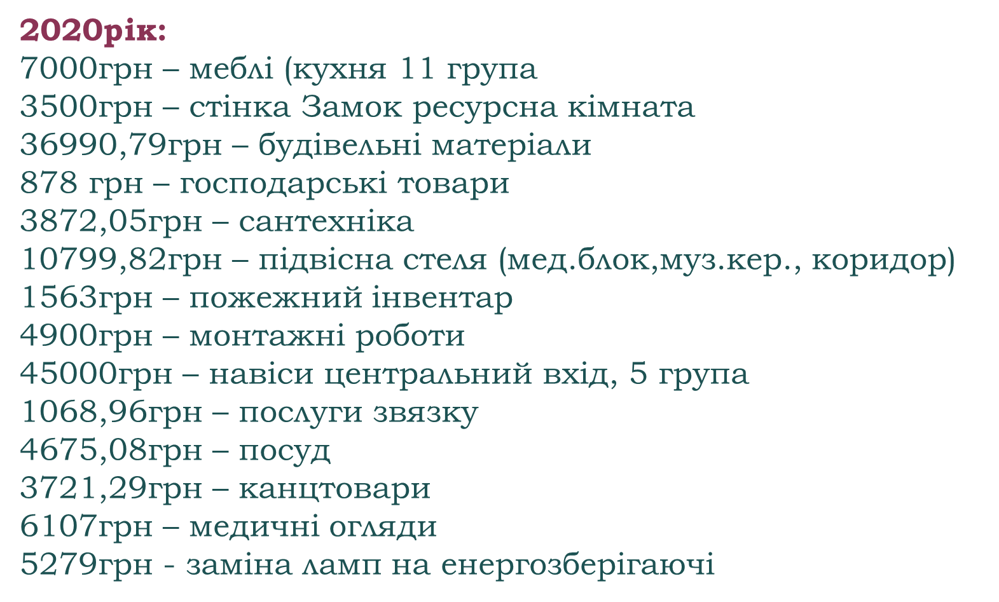 2020рік:
7000грн – меблі (кухня 11 група
3500грн – стінка Замок ресурсна кімната
36990,79грн – будівельні матеріали
878 грн – господарські товари
3872,05грн – сантехніка
10799,82грн – підвісна стеля (мед.блок,муз.кер., коридор)
1563грн – пожежний інвентар
4900грн – монтажні роботи
45000грн – навіси центральний вхід, 5 група
1068,96грн – послуги звязку
4675,08грн – посуд
3721,29грн – канцтовари
6107грн – медичні огляди
5279грн - заміна ламп на енергозберігаючі